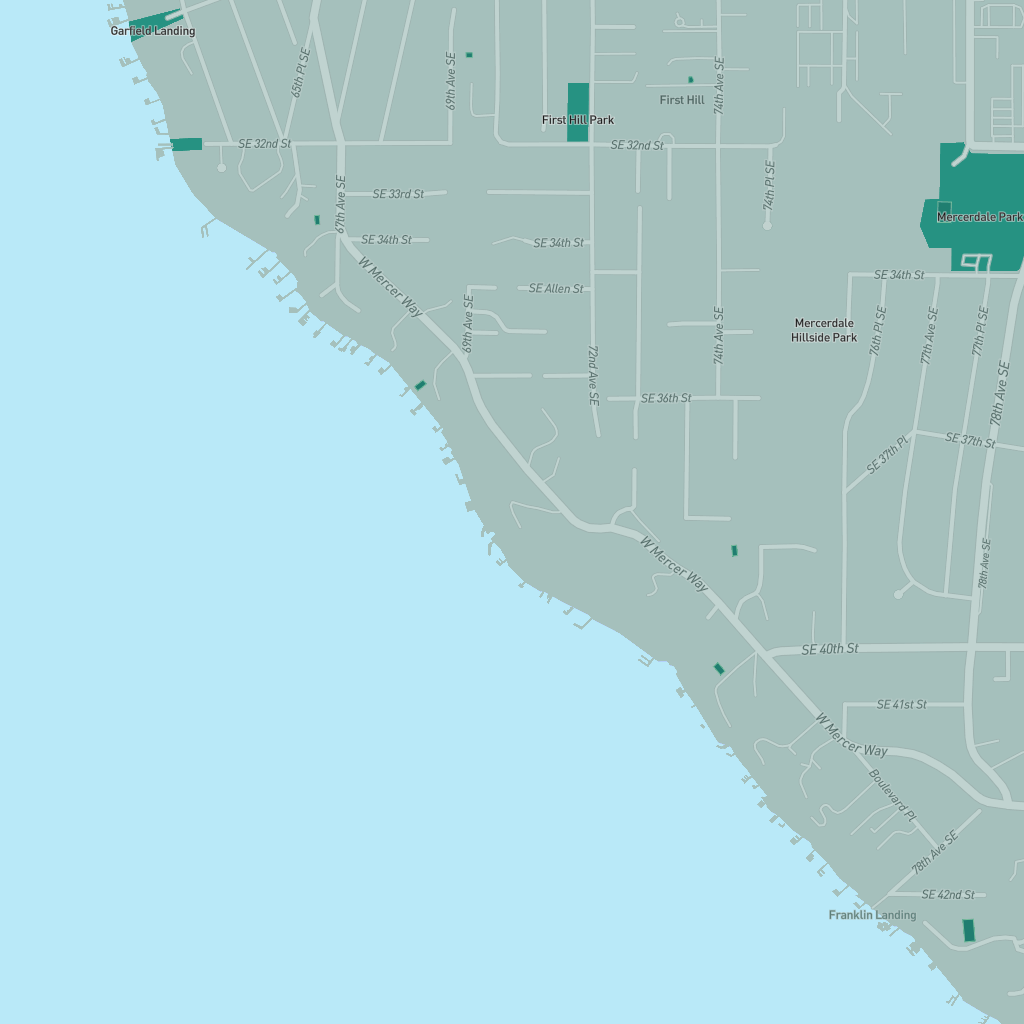 Garfield Landing
65th Pl SE
69th Ave SE
74th Ave SE
First Hill
First Hill Park
SE 32nd St
SE 32nd St
67th Ave SE
SE 33rd St
74th Pl SE
Mercerdale Park
SE 34th St
SE 34th St
W Mercer Way
SE 34th St
SE Allen St
69th Ave SE
74th Ave SE
Mercerdale
Hillside Park
76th Pl SE
77th Ave SE
77th Pl SE
72nd Ave SE
78th Ave SE
SE 36th St
SE 37th Pl
SE 37th St
W Mercer Way
78th Ave SE
SE 40th St
SE 41st St
W Mercer Way
Boulevard Pl
78th Ave SE
SE 42nd St
Franklin Landing